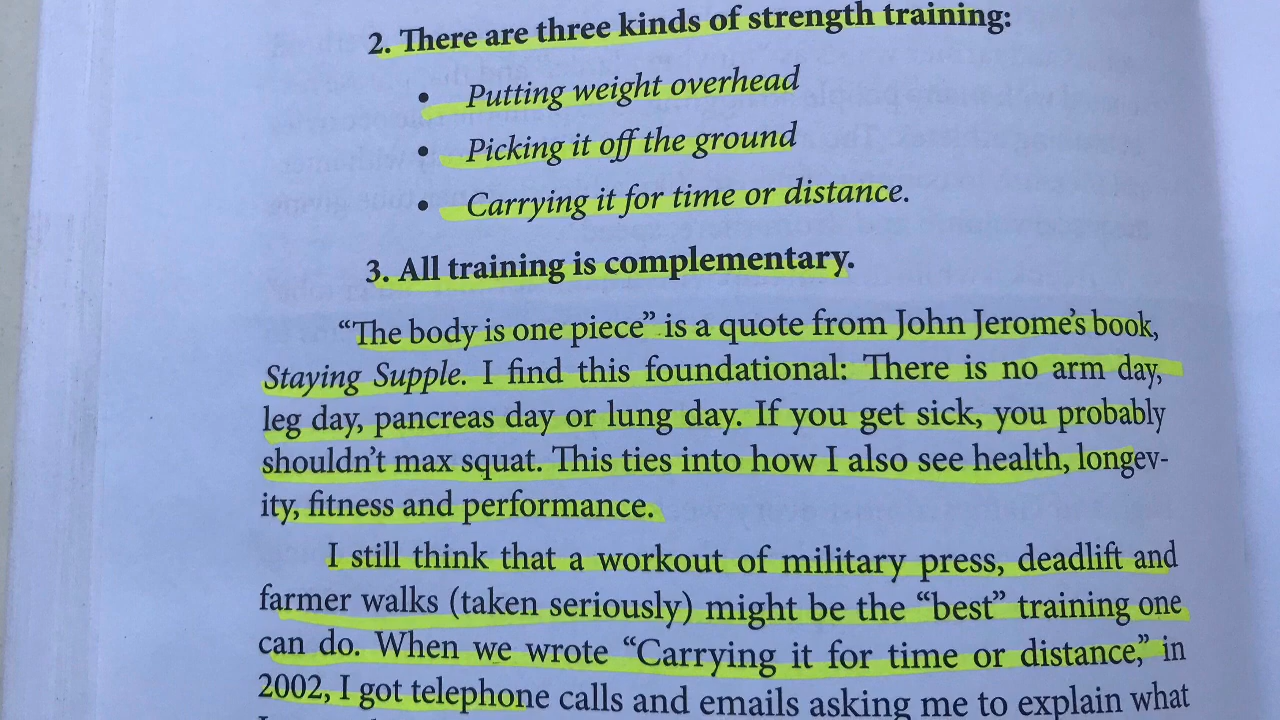 2. There are three kinds of strength training:
• Putting weight overhead
• Picking it off the ground
• Carrying it for time or distance.
3. All training is complementary.
“The body is one piece” is a quote from John Jerome’s book,
Staying Supple. I find this foundational: There is no arm day,
leg day, pancreas day or lung day. If you get sick, you probably
shouldn’t max squat. This ties into how I also see health, longev-
ity, fitness and performance.
I still think that a workout of military press, deadlift and
farmer walks (taken seriously) might be the “best” training one
can do. When we wrote “Carrying it for time or distance,” in
2002, I got telephone calls and emails asking me to explain what